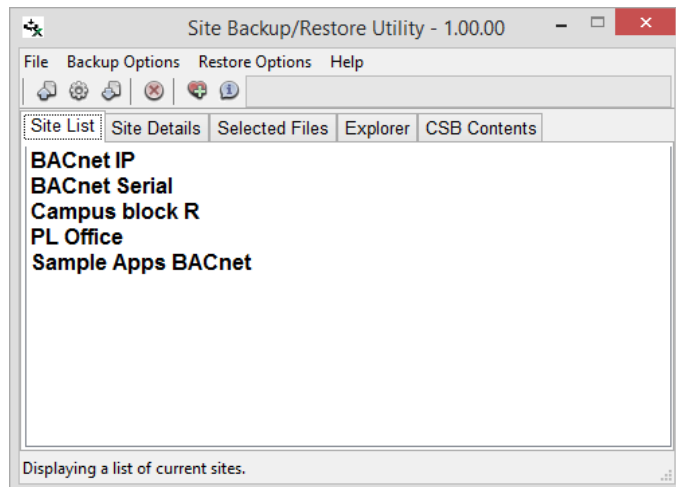 Site Backup/Restore Utility - 1.00.00
File Backup Options Restore Options Help
Site List Site Details Selected Files Explorer CSB Contents
BACnet IP
BACnet Serial
Campus block R
PL Office
Sample Apps BACnet
Displaying a list of current sites.